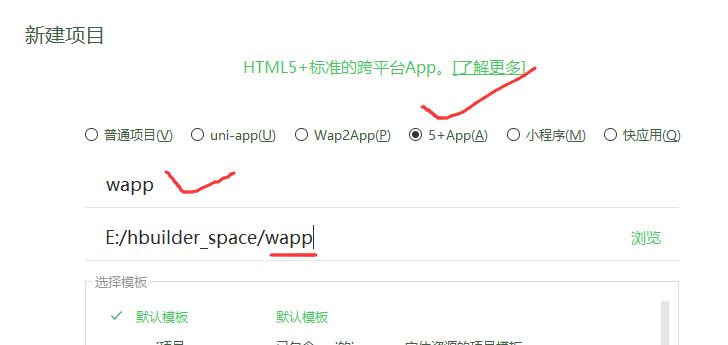 新建项目
HTML5+标准的跨平台App。[了解更多]
普通项目(V) uni-app(U) Wap2App(P) 5+App(A) 小程序(M) 快应用(Q)
wapp
E:/hbuilder_space/wapp 浏览
选择模板
默认模板 默认模板